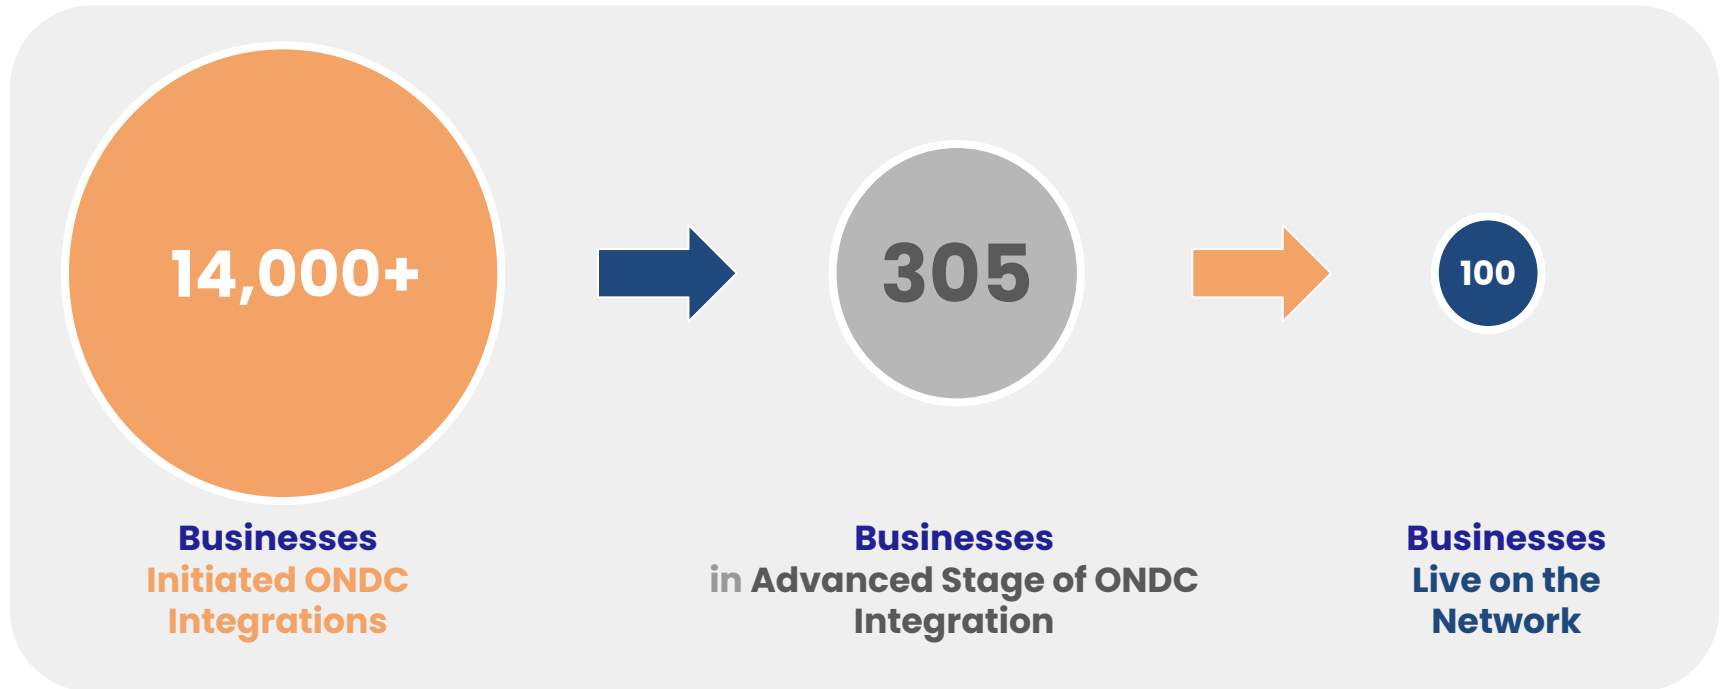 14,000+
305
100
Businesses
Initiated ONDC
Integrations
Businesses
in Advanced Stage of ONDC
Integration
Businesses
Live on the
Network